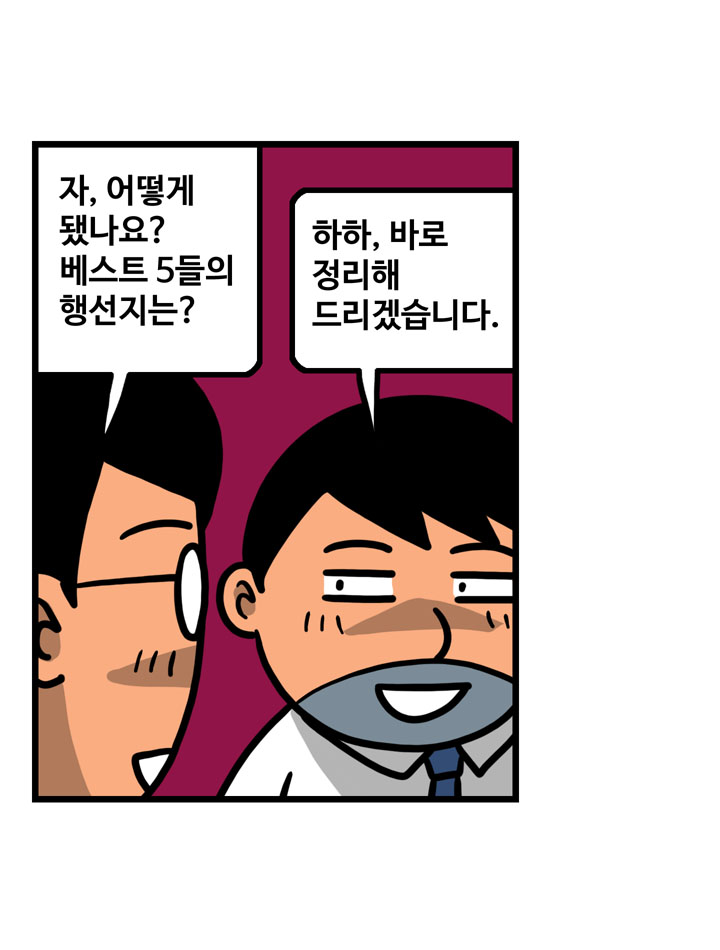 자, 어떻게
됐나요?
베스트 5들의
행선지는?
하하, 바로
정리해
드리겠습니다.